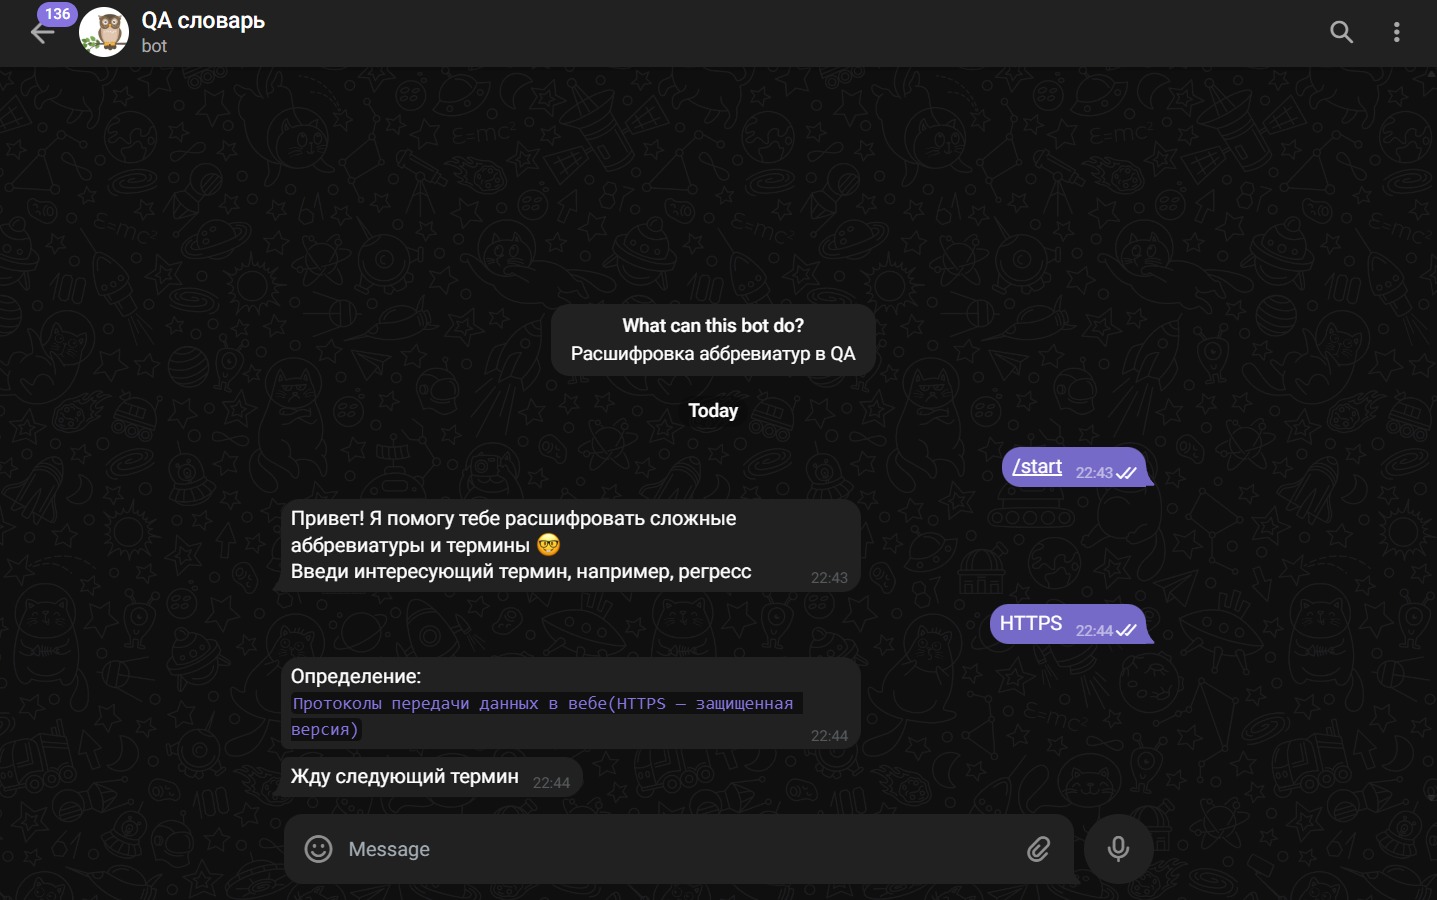 136
QA словарь
bot
What can this bot do?
Расшифровка аббревиатур в QA
Today
/start 22:43
Привет! Я помогу тебе расшифровать сложные
аббревиатуры и термины 🤓
Введи интересующий термин, например, регресс 22:43
HTTPS 22:44
Определение:
Протоколы передачи данных в вебе(HTTPS — защищенная
версия) 22:44
Жду следующий термин 22:44
Message